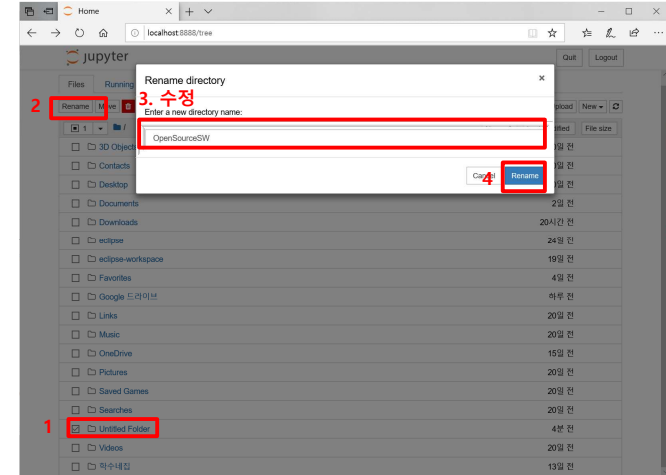 Home
localhost:8888/tree
jupyter
Quit Logout
Files Running
Rename directory ×
2
Rename Move
3. 수정
Enter a new directory name:
Upload New
1 /
File size
OpenSourceSW
Cancel Rename
4
3D Objects
Contacts
Desktop
Documents 2일 전
Downloads 20시간 전
eclipse 24일 전
eclipse-workspace 19일 전
Favorites 4일 전
Google 드라이브 하루 전
Links 20일 전
Music 20일 전
OneDrive 15일 전
Pictures 20일 전
Saved Games 20일 전
Searches 20일 전
1
Untitled Folder 4분 전
Videos 20일 전
학수내집 13일 전